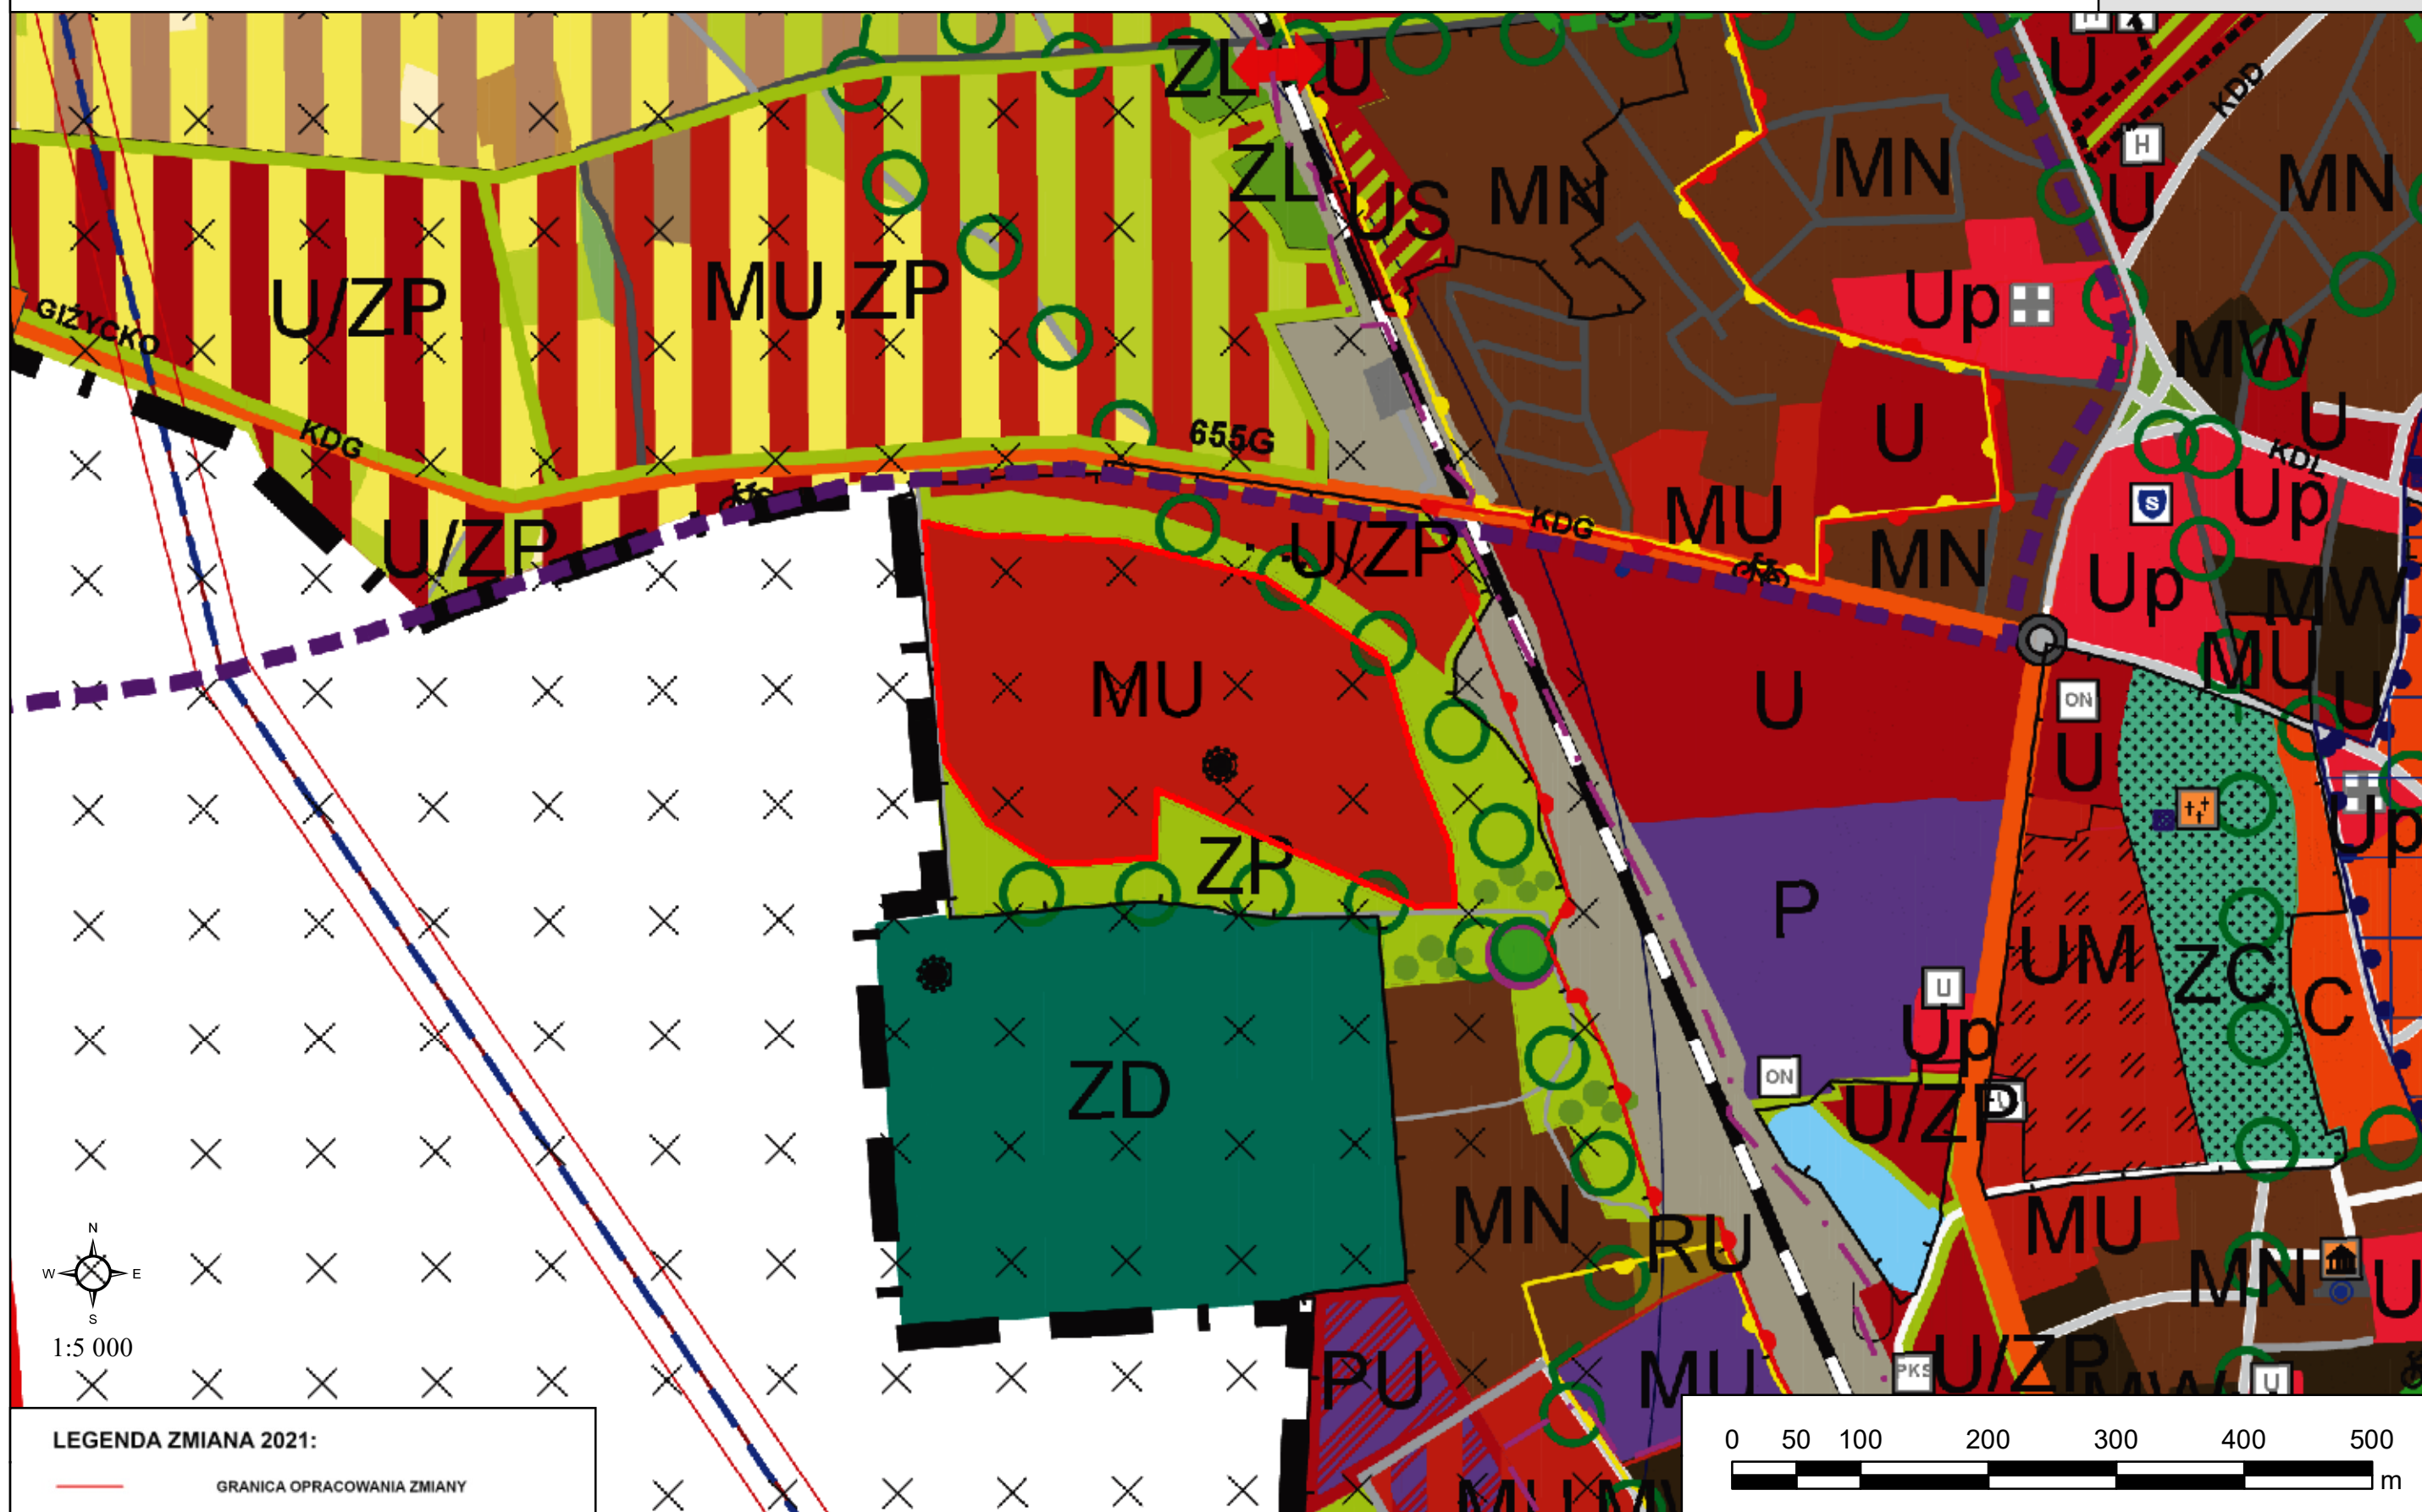 ZL
U
U
KDD
H
ZL
US
MN
MN
U
MN
U/ZP
MU,ZP
Up
GIŻYCKO
MW
U
KDG
655G
U
KDL
Up
S
U/ZP
U/ZP
MU
KDG
MN
Up
MW
MU
MU
U
ON
U
U
ZP
Up
P
UM
ZC
C
U
Up
ON
ZD
U/ZP
MN
RU
MU
MN
U
N
W E
S
1:5 000
U
PU
MU
PKS
U/ZP
MW
U
MU
LEGENDA ZMIANA 2021:
GRANICA OPRACOWANIA ZMIANY
0 50 100 200 300 400 500
m